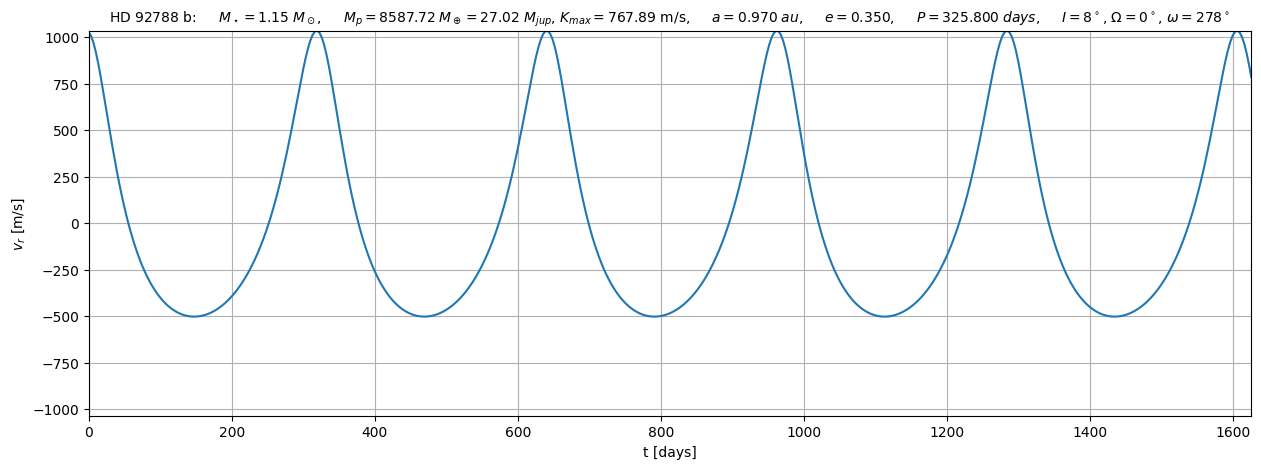 HD 92788 b: M⋆ = 1.15 M⊙, Mp = 8587.72 M⊕ = 27.02 Mjup, Kmax = 767.89 m/s, a = 0.970 au, e = 0.350, P = 325.800 days, I = 8°, Ω = 0°, ω = 278°
1000
750
500
250
0
−250
−500
−750
−1000
vr [m/s]
0 200 400 600 800 1000 1200 1400 1600
t [days]